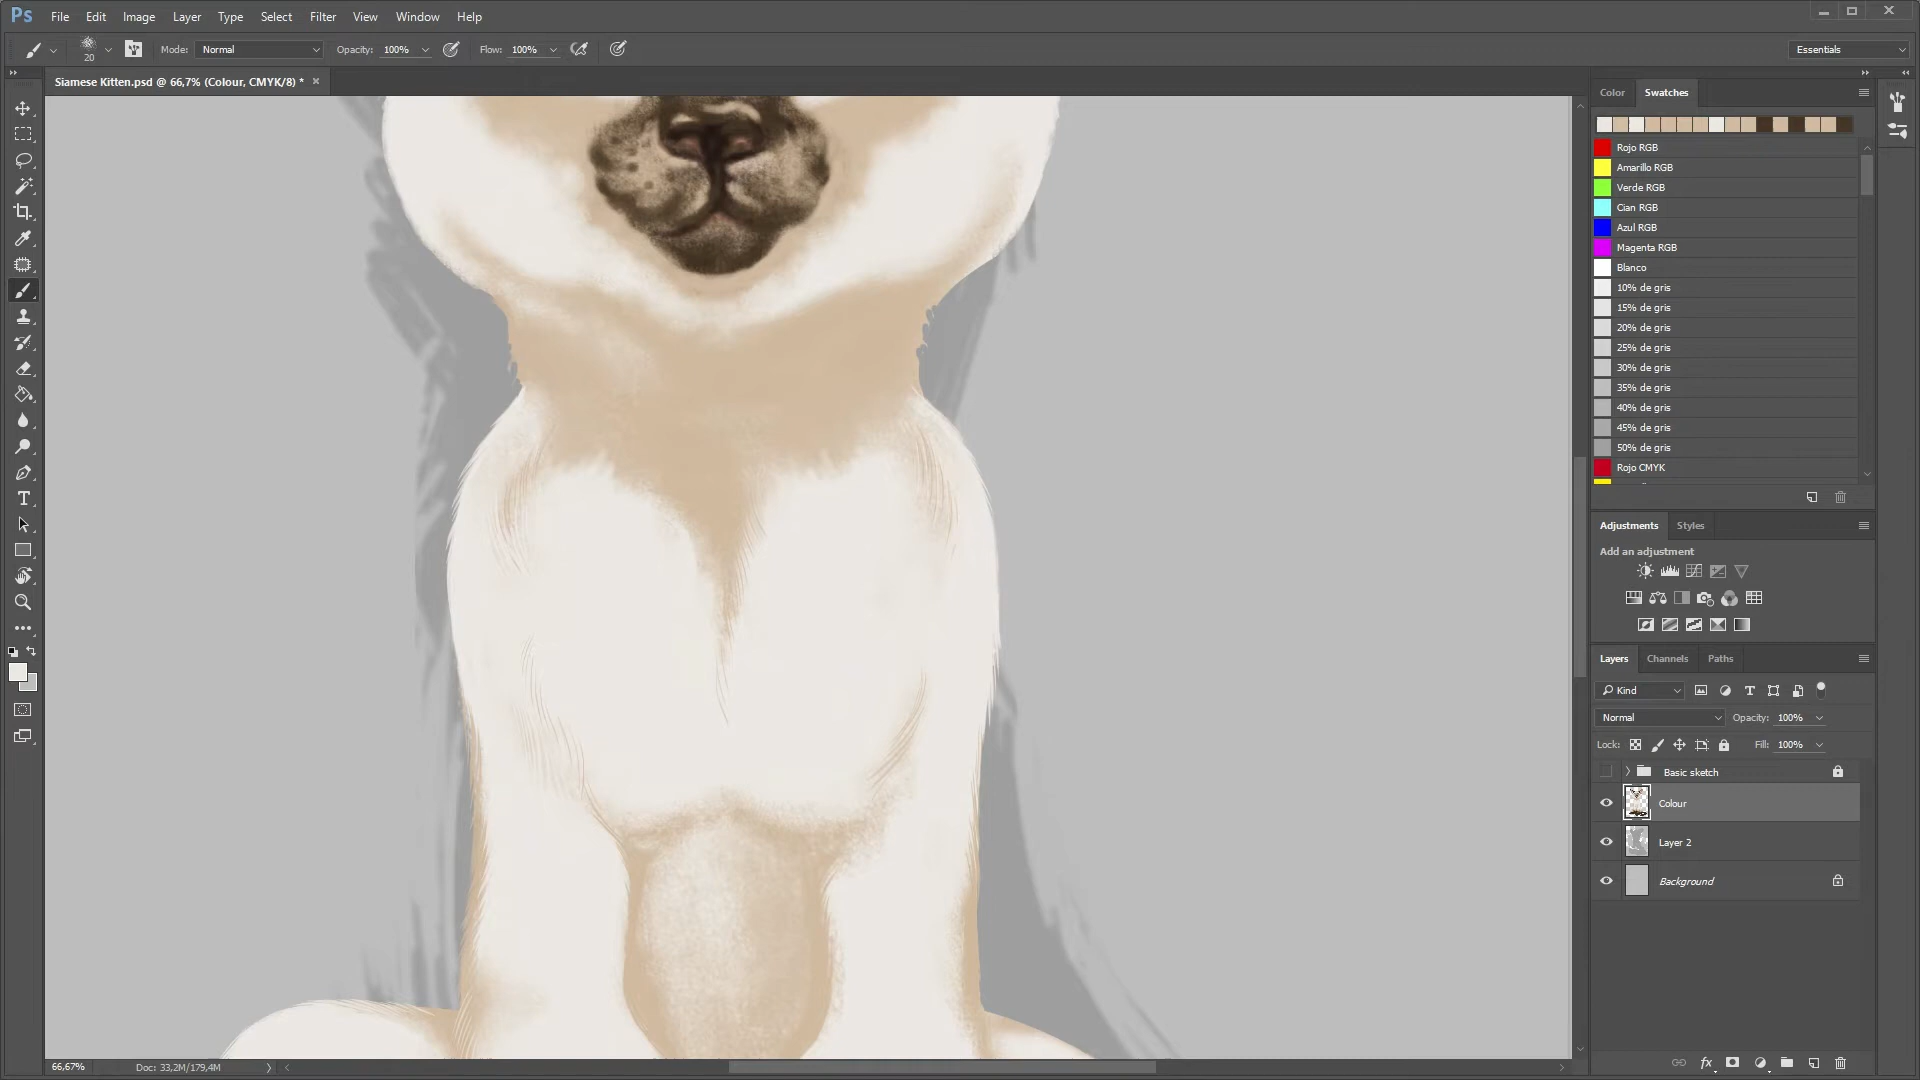 Ps File Edit Image Layer Type Select Filter View Window Help
20 Mode: Normal Opacity: 100% Flow: 100% Essentials
Siamese Kitten.psd @ 66,7% (Colour, CMYK/8) *
Color Swatches
Rojo RGB
Amarillo RGB
Verde RGB
Cian RGB
Azul RGB
Magenta RGB
Blanco
10% de gris
15% de gris
20% de gris
25% de gris
30% de gris
35% de gris
40% de gris
45% de gris
50% de gris
Rojo CMYK
Adjustments Styles
Add an adjustment
Layers Channels Paths
Kind
Normal Opacity: 100%
Lock: Fill: 100%
Basic sketch
Colour
Layer 2
Background
66,67% Doc: 33,2M/179,4M
fx